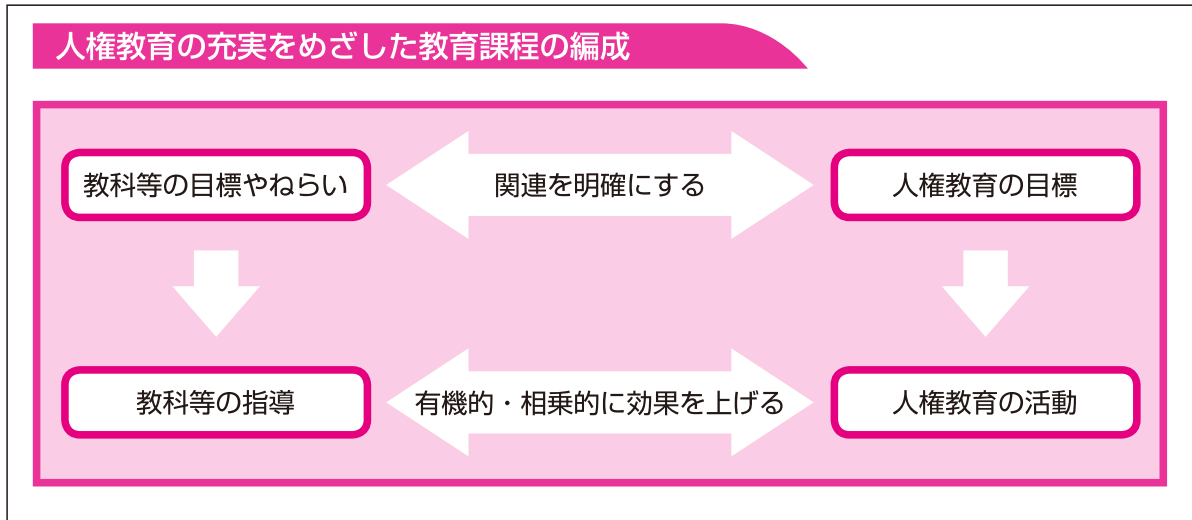 人権教育の充実をめざした教育課程の編成
教科等の目標やねらい
関連を明確にする
人権教育の目標
教科等の指導
有機的・相乗的に効果を上げる
人権教育の活動